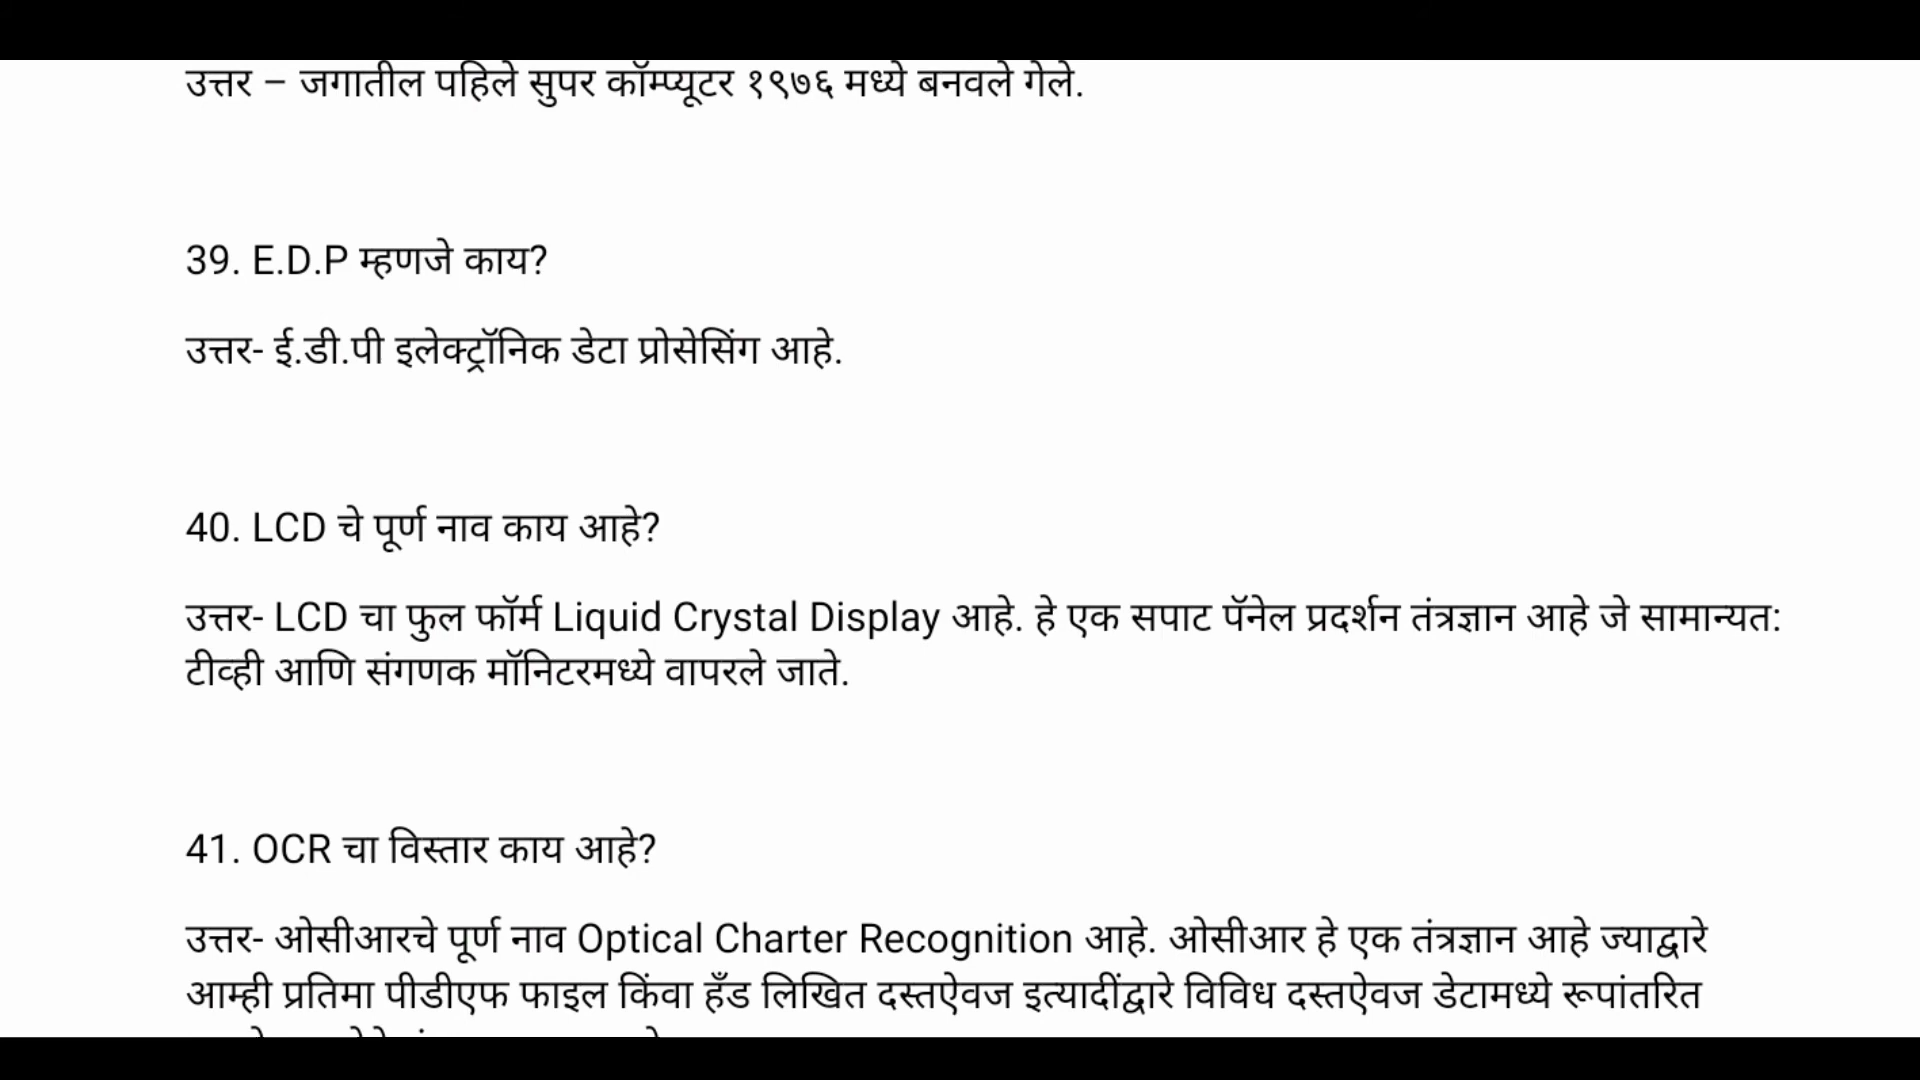 उत्तर – जगातील पहिले सुपर कॉम्प्यूटर १९७६ मध्ये बनवले गेले.
39. E.D.P म्हणजे काय?
उत्तर- ई.डी.पी इलेक्ट्रॉनिक डेटा प्रोसेसिंग आहे.
40. LCD चे पूर्ण नाव काय आहे?
उत्तर- LCD चा फुल फॉर्म Liquid Crystal Display आहे. हे एक सपाट पॅनेल प्रदर्शन तंत्रज्ञान आहे जे सामान्यत:
टीव्ही आणि संगणक मॉनिटरमध्ये वापरले जाते.
41. OCR चा विस्तार काय आहे?
उत्तर- ओसीआरचे पूर्ण नाव Optical Charter Recognition आहे. ओसीआर हे एक तंत्रज्ञान आहे ज्याद्वारे
आम्ही प्रतिमा पीडीएफ फाइल किंवा हँड लिखित दस्तऐवज इत्यादींद्वारे विविध दस्तऐवज डेटामध्ये रूपांतरित